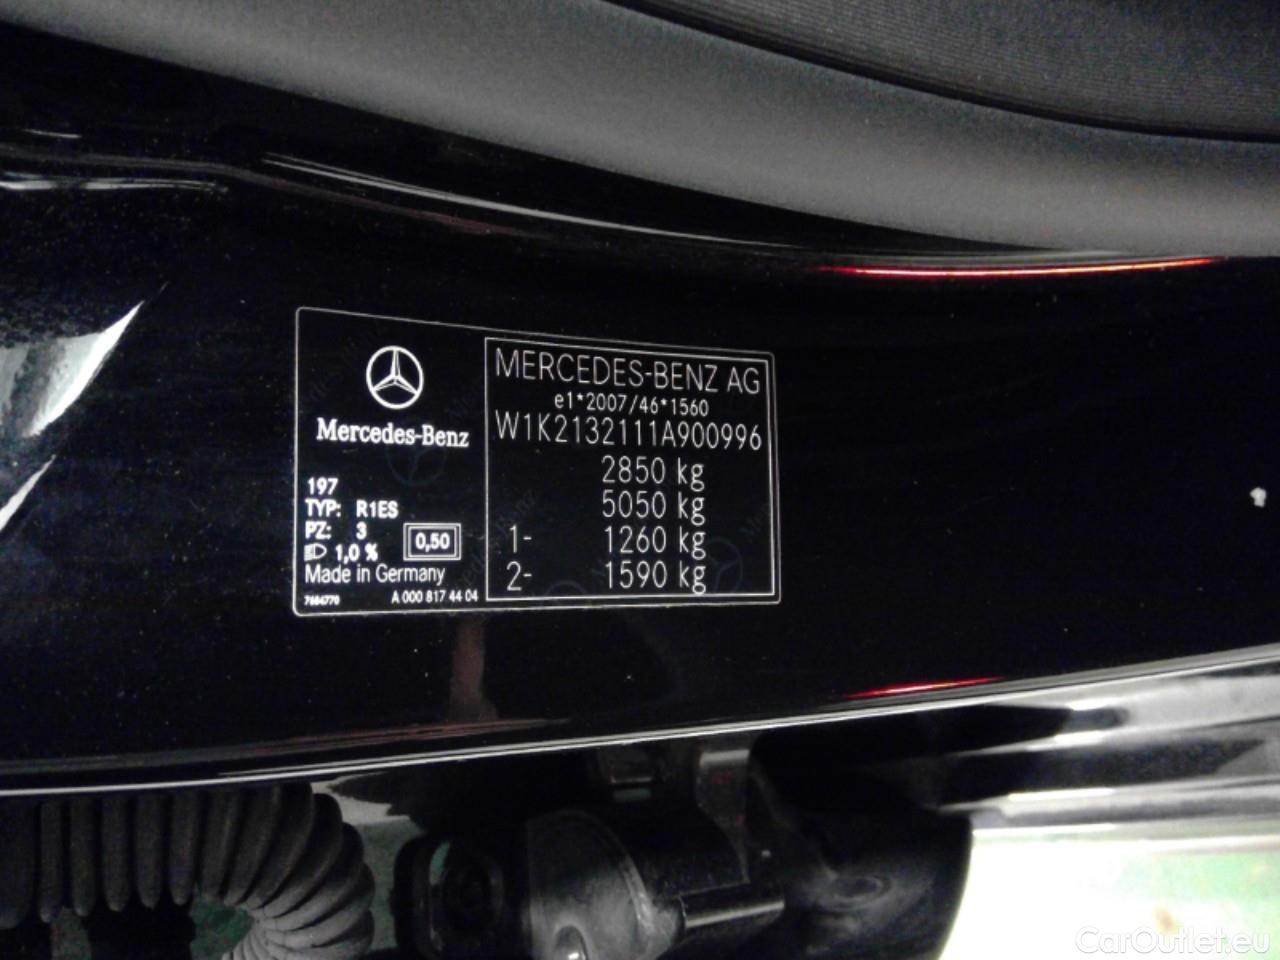 Mercedes-Benz
197
TYP: R1ES
PZ: 3
1,0 %
0,50
Made in Germany
7684770
A 000 817 44 04
MERCEDES-BENZ AG
e1*2007/46*1560
W1K2132111A900996
2850 kg
5050 kg
1- 1260 kg
2- 1590 kg
CarOutlet.eu